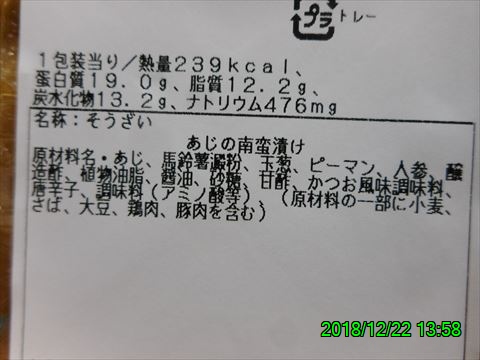 プラ トレー
1包装当り/熱量239kcal、
蛋白質19.0g、脂質12.2g、
炭水化物13.2g、ナトリウム476mg
名称:そうざい
あじの南蛮漬け
原材料名・あじ、馬鈴薯澱粉、玉葱、ピーマン、人参、醸
造酢、植物油脂、醤油、砂糖、甘酢、かつお風味調味料、
唐辛子、調味料(アミノ酸等)、(原材料の一部に小麦、
さば、大豆、鶏肉、豚肉を含む)
2018/12/22 13:58